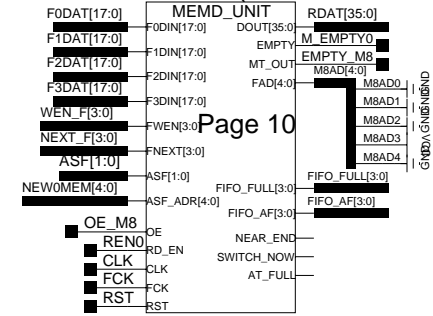 MEMD_UNIT
F0DAT[17:0] F0DIN[17:0] DOUT[35:0] RDAT[35:0]
F1DAT[17:0] F1DIN[17:0] EMPTY M_EMPTY0
F2DAT[17:0] F2DIN[17:0] MT_OUT EMPTY_M8
F3DAT[17:0] F3DIN[17:0] FAD[4:0] M8AD[4:0]
M8AD0
M8AD1
M8AD2
M8AD3
M8AD4
WEN_F[3:0] FWEN[3:0]
Page 10
NEXT_F[3:0] FNEXT[3:0]
ASF[1:0] ASF[1:0]
NEW0MEM[4:0] ASF_ADR[4:0]
FIFO_FULL[3:0] FIFO_FULL[3:0]
FIFO_AF[3:0] FIFO_AF[3:0]
OE_M8 OE NEAR_END
REN0 RD_EN SWITCH_NOW
CLK CLK AT_FULL
FCK FCK
RST RST
GND